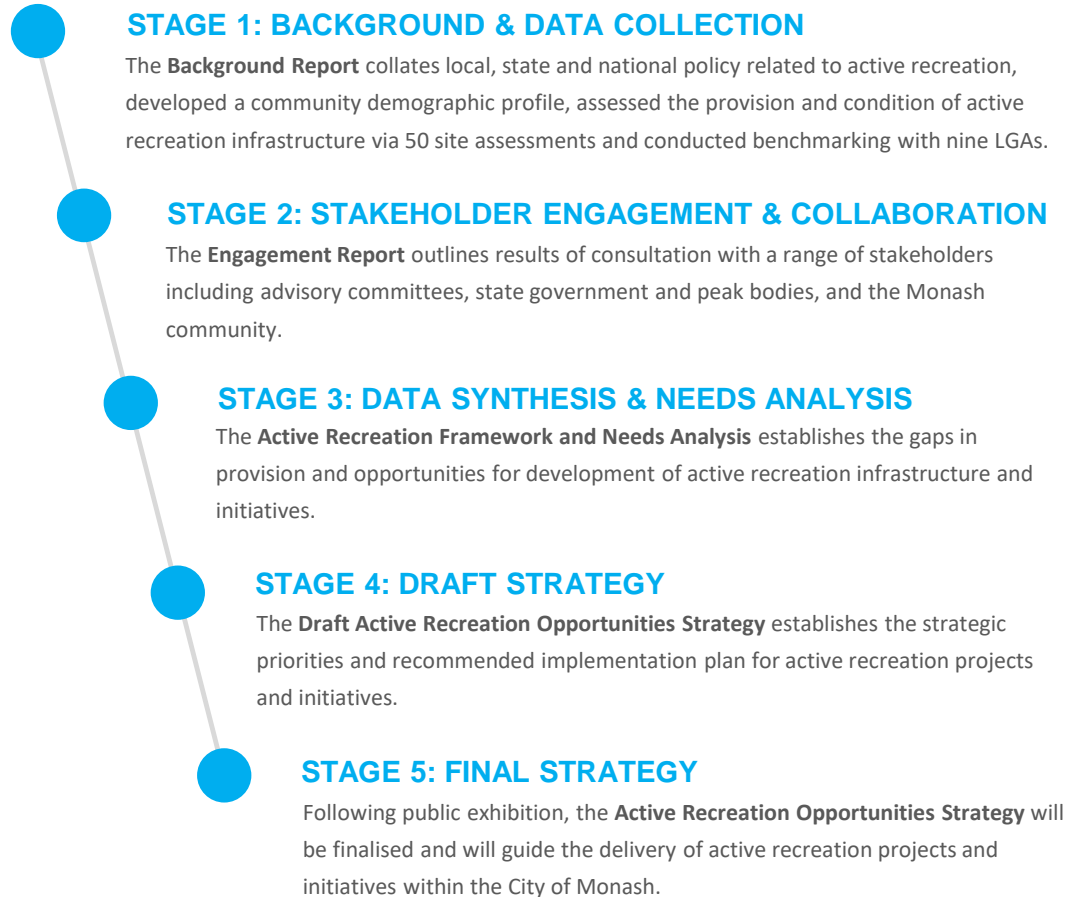 STAGE 1: BACKGROUND & DATA COLLECTION
The Background Report collates local, state and national policy related to active recreation,
developed a community demographic profile, assessed the provision and condition of active
recreation infrastructure via 50 site assessments and conducted benchmarking with nine LGAs.
STAGE 2: STAKEHOLDER ENGAGEMENT & COLLABORATION
The Engagement Report outlines results of consultation with a range of stakeholders
including advisory committees, state government and peak bodies, and the Monash
community.
STAGE 3: DATA SYNTHESIS & NEEDS ANALYSIS
The Active Recreation Framework and Needs Analysis establishes the gaps in
provision and opportunities for development of active recreation infrastructure and
initiatives.
STAGE 4: DRAFT STRATEGY
The Draft Active Recreation Opportunities Strategy establishes the strategic
priorities and recommended implementation plan for active recreation projects
and initiatives.
STAGE 5: FINAL STRATEGY
Following public exhibition, the Active Recreation Opportunities Strategy will
be finalised and will guide the delivery of active recreation projects and
initiatives within the City of Monash.